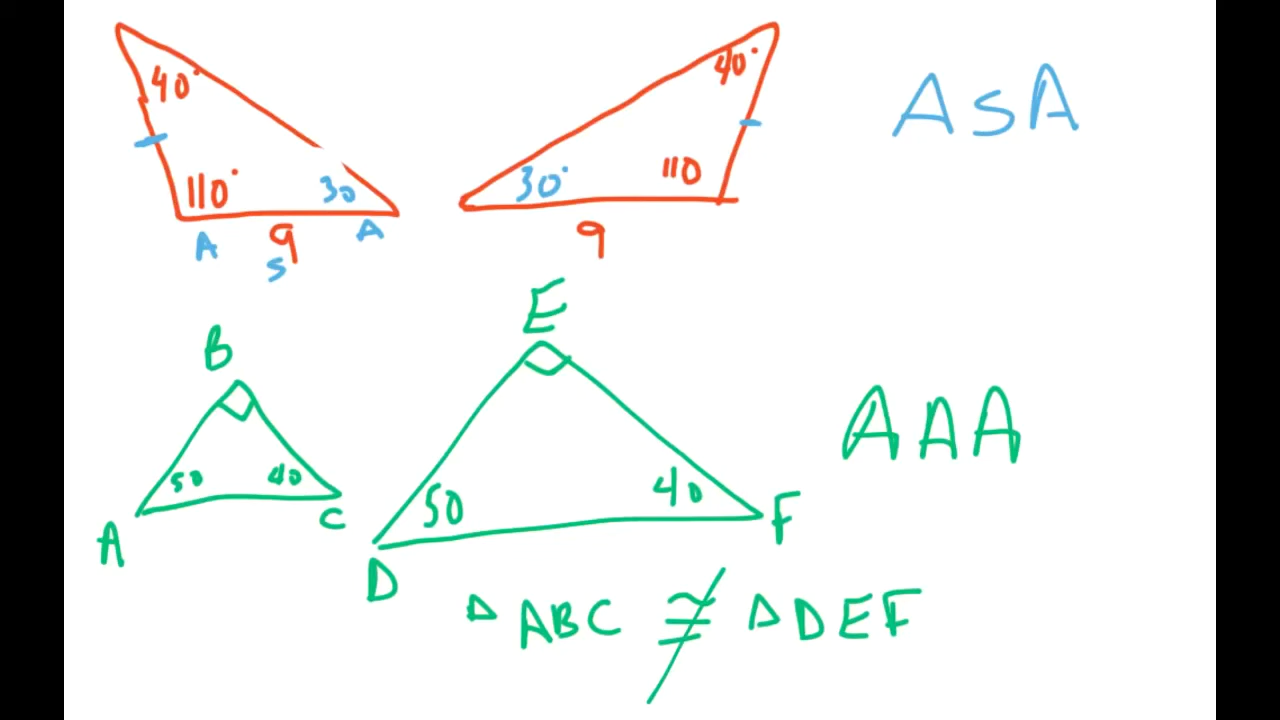 40° 40° ASA
110° 30 30° 110
A 9 A 9
S
E
B
AAA
50 40 50 40
A C D F
△ABC ≇ △DEF